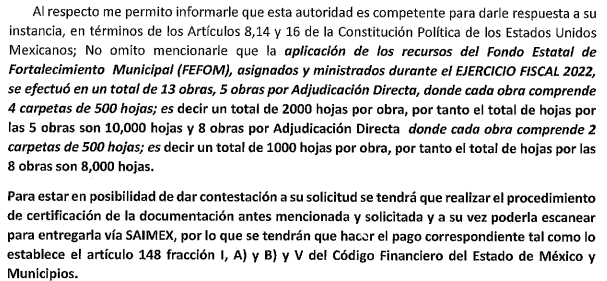 Al respecto me permito informarle que esta autoridad es competente para darle respuesta a su
instancia, en términos de los Artículos 8,14 y 16 de la Constitución Política de los Estados Unidos
Mexicanos; No omito mencionarle que la aplicación de los recursos del Fondo Estatal de
Fortalecimiento Municipal (FEFOM), asignados y ministrados durante el EJERCICIO FISCAL 2022,
se efectuó en un total de 13 obras, 5 obras por Adjudicación Directa, donde cada obra comprende
4 carpetas de 500 hojas; es decir un total de 2000 hojas por obra, por tanto el total de hojas por
las 5 obras son 10,000 hojas y 8 obras por Adjudicación Directa donde cada obra comprende 2
carpetas de 500 hojas; es decir un total de 1000 hojas por obra, por tanto el total de hojas por las
8 obras son 8,000 hojas.
Para estar en posibilidad de dar contestación a su solicitud se tendrá que realizar el procedimiento
de certificación de la documentación antes mencionada y solicitada y a su vez poderla escanear
para entregarla vía SAIMEX, por lo que se tendrán que hacer el pago correspondiente tal como lo
establece el artículo 148 fracción I, A) y B) y V del Código Financiero del Estado de México y
Municipios.